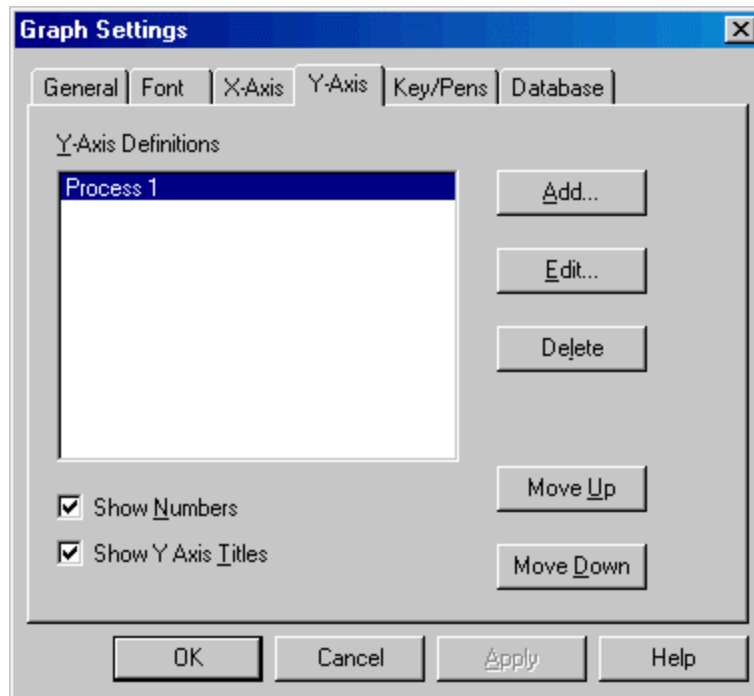 Graph Settings
General Font X-Axis Y-Axis Key/Pens Database
Y-Axis Definitions
Process 1
Add...
Edit...
Delete
Move Up
Show Numbers
Show Y Axis Titles
Move Down
OK Cancel Apply Help